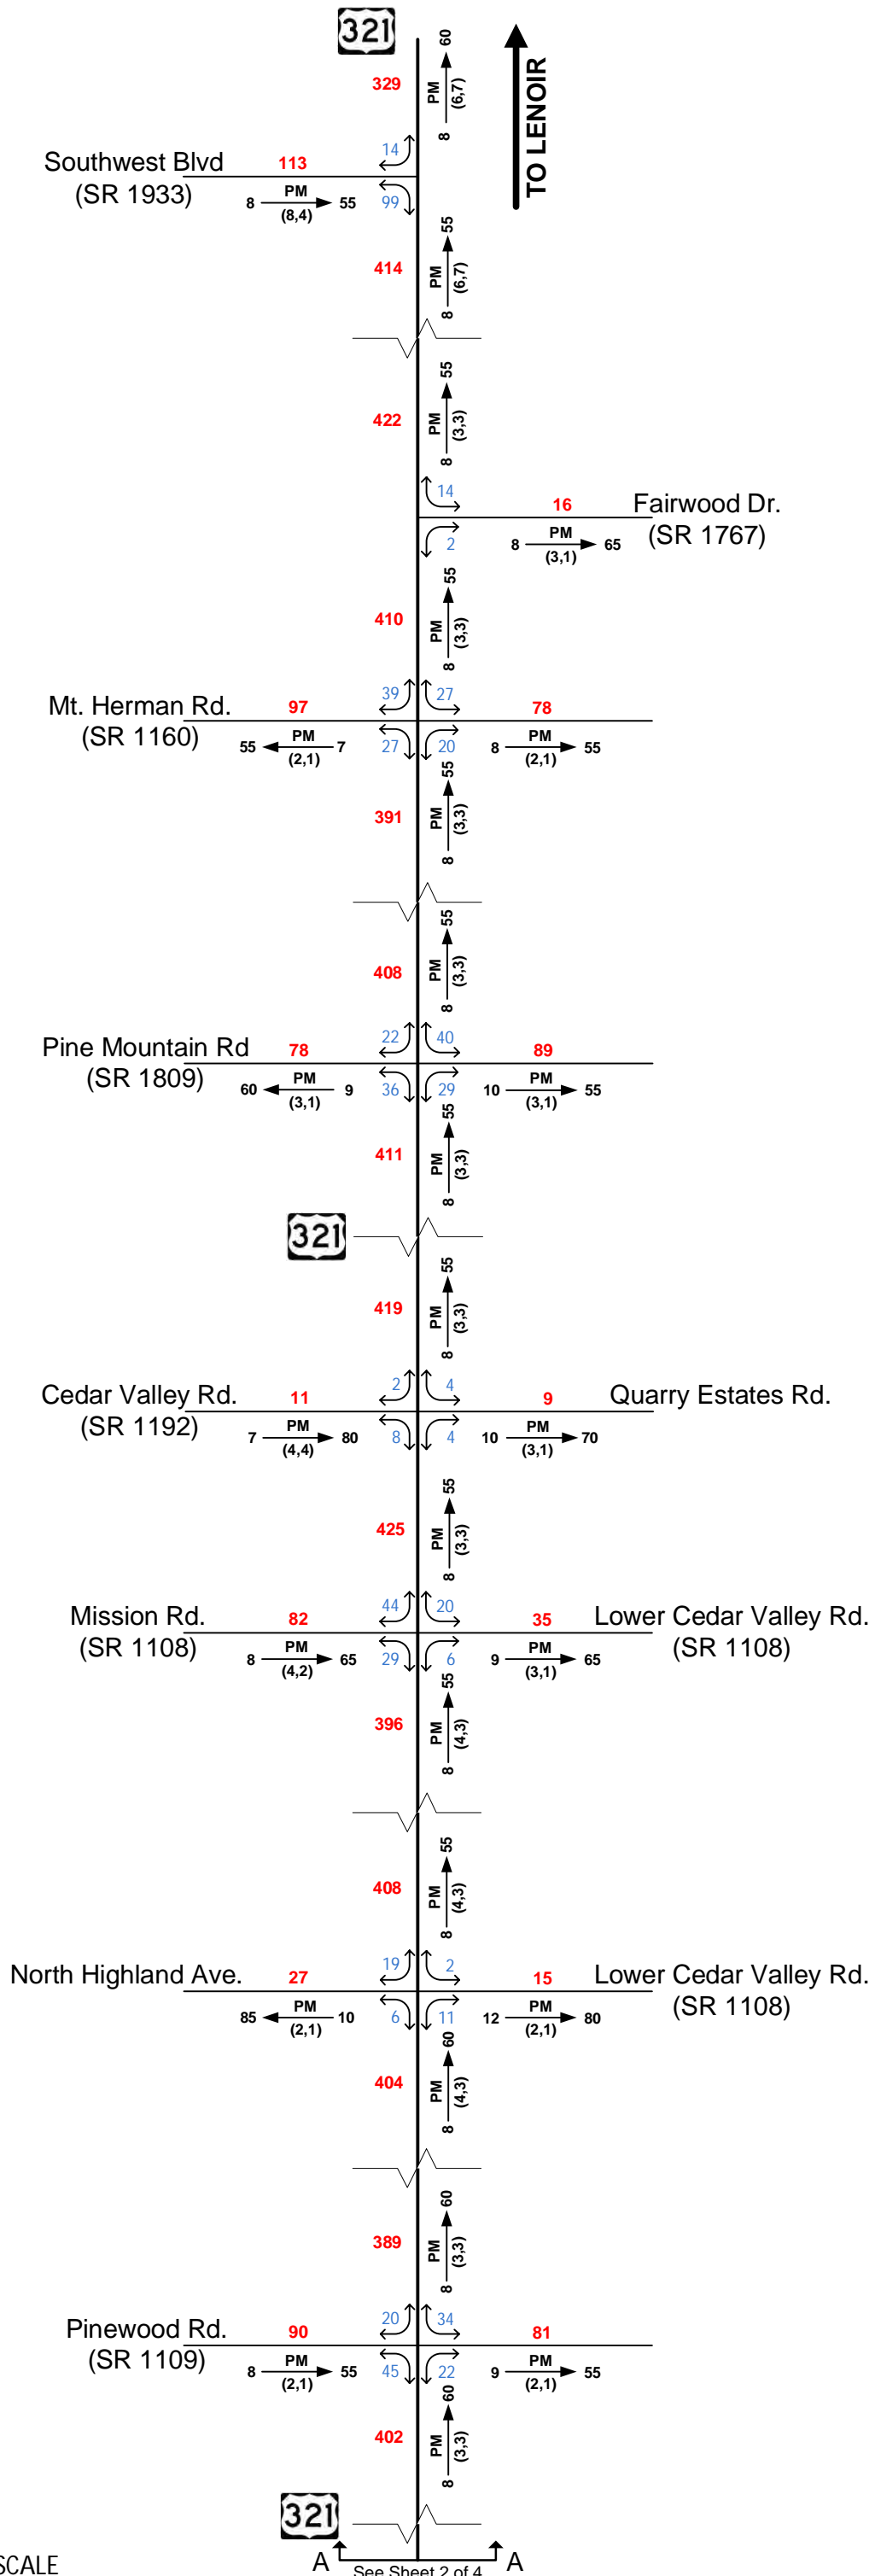 321
60
329
PM
(6,7)
8
TO LENOIR
14
Southwest Blvd
113
(SR 1933)
8 PM 55
(8,4)
99
55
414
PM
(6,7)
8
55
422
PM
(3,3)
8
14
16
Fairwood Dr.
(SR 1767)
2
8 PM 65
(3,1)
55
410
PM
(3,3)
8
39
27
Mt. Herman Rd.
97
78
(SR 1160)
55 PM 7
(2,1)
27
20
8 PM 55
(2,1)
55
391
PM
(3,3)
8
55
408
PM
(3,3)
8
22
40
Pine Mountain Rd
78
89
(SR 1809)
60 PM 9
(3,1)
36
29
10 PM 55
(3,1)
55
411
PM
(3,3)
8
321
55
419
PM
(3,3)
8
2
4
Cedar Valley Rd.
11
9
Quarry Estates Rd.
(SR 1192)
7 PM 80
(4,4)
8
4
10 PM 70
(3,1)
55
425
PM
(3,3)
8
44
20
Mission Rd.
82
35
Lower Cedar Valley Rd.
(SR 1108)
(SR 1108)
8 PM 65
(4,2)
29
6
9 PM 65
(3,1)
55
396
PM
(4,3)
8
55
408
PM
(4,3)
8
19
2
North Highland Ave.
27
15
Lower Cedar Valley Rd.
(SR 1108)
85 PM 10
(2,1)
6
11
12 PM 80
(2,1)
60
404
PM
(4,3)
8
60
389
PM
(3,3)
8
20
34
Pinewood Rd.
90
81
(SR 1109)
8 PM 55
(2,1)
45
22
9 PM 55
(2,1)
60
402
PM
(3,3)
8
321
SCALE
A See Sheet 2 of 4 A